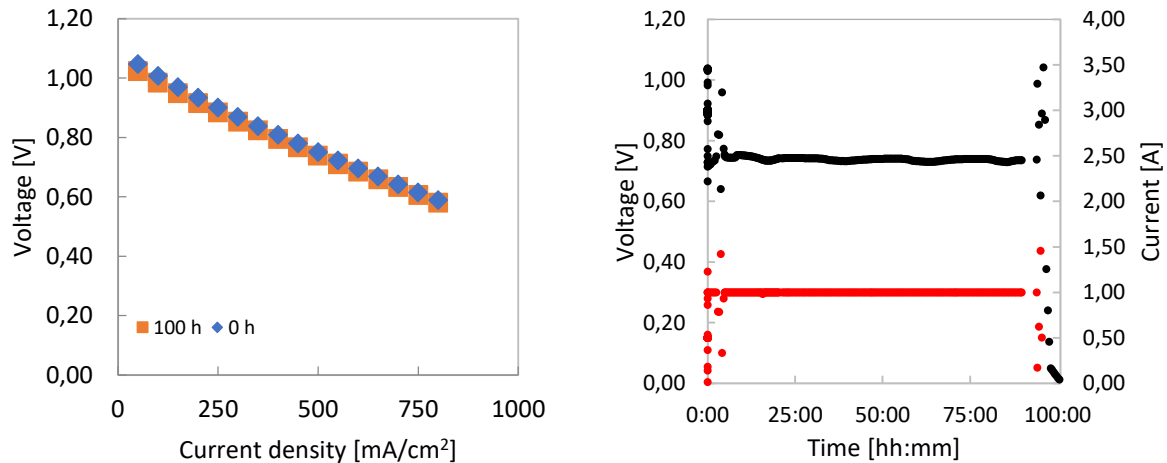 1,20
1,00
0,80
0,60
0,40
0,20
0,00
Voltage [V]
100 h 0 h
0 250 500 750 1000
Current density [mA/cm²]
1,20
1,00
0,80
0,60
0,40
0,20
0,00
Voltage [V]
4,00
3,50
3,00
2,50
2,00
1,50
1,00
0,50
0,00
Current [A]
0:00 25:00 50:00 75:00 100:00
Time [hh:mm]